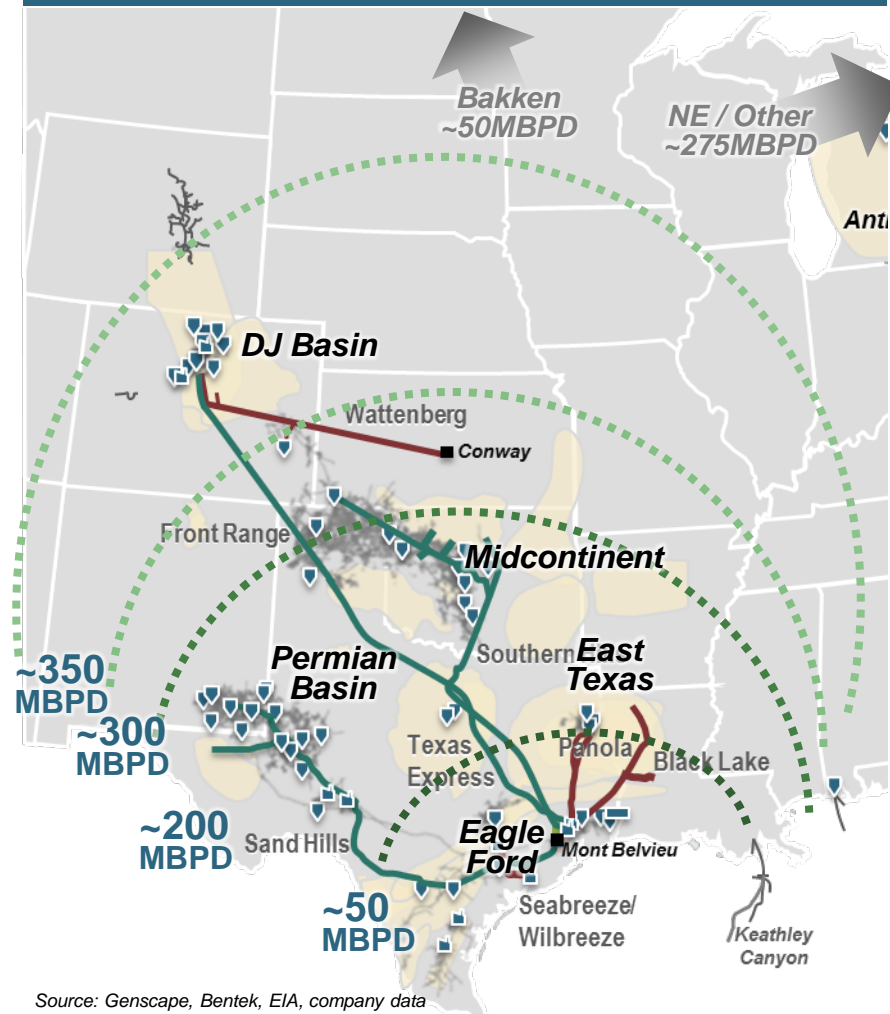 Bakken
~50MBPD
NE / Other
~275MBPD
DJ Basin
Wattenberg
Conway
Front Range
Midcontinent
Southern
East
Texas
Permian
Basin
~350
MBPD
~300
MBPD
Texas
Express
Panola
Black Lake
~200
MBPD
Sand Hills
Eagle
Ford
Mont Belvieu
~50
MBPD
Seabreeze/
Wilbreeze
Keathley
Canyon
Source: Genscape, Bentek, EIA, company data